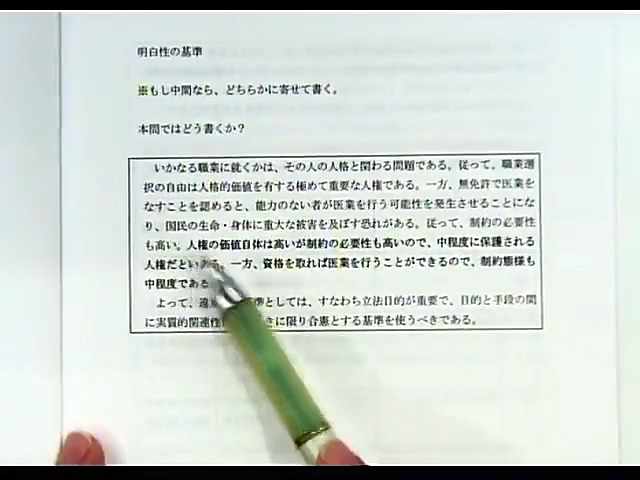 明白性の基準
※もし中間なら、どちらかに寄せて書く。
本問ではどう書くか？
いかなる職業に就くかは、その人の人格と関わる問題である。従って、職業選
択の自由は人格的価値を有する極めて重要な人権である。一方、無免許で医業を
なすことを認めると、能力のない者が医業を行う可能性を発生させることにな
り、国民の生命・身体に重大な被害を及ぼす恐れがある。従って、制約の必要性
も高い。人権の価値自体は高いが制約の必要性も高いので、中程度に保護される
人権だといえる。一方、資格を取れば医業を行うことができるので、制約態様も
中程度である
よって、違 としては、すなわち立法目的が重要で、目的と手段の間
に実質的関連性 きに限り合憲とする基準を使うべきである。